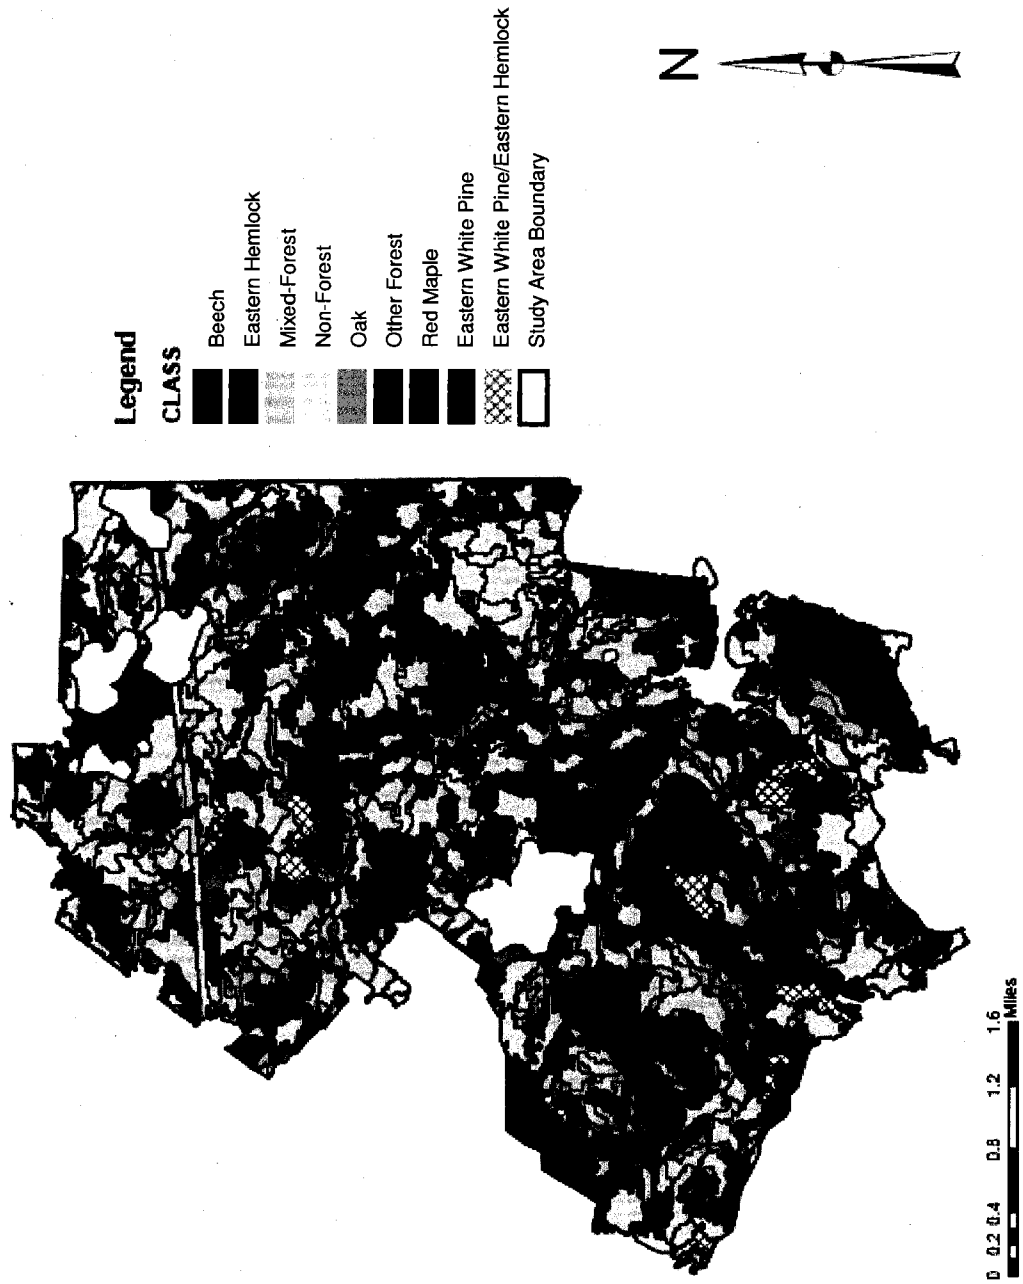 Legend
CLASS
Beech
Eastern Hemlock
Mixed-Forest
Non-Forest
Oak
Other Forest
Red Maple
Eastern White Pine
Eastern White Pine/Eastern Hemlock
Study Area Boundary
N
0 0.2 0.4 0.8 1.2 1.6
Miles